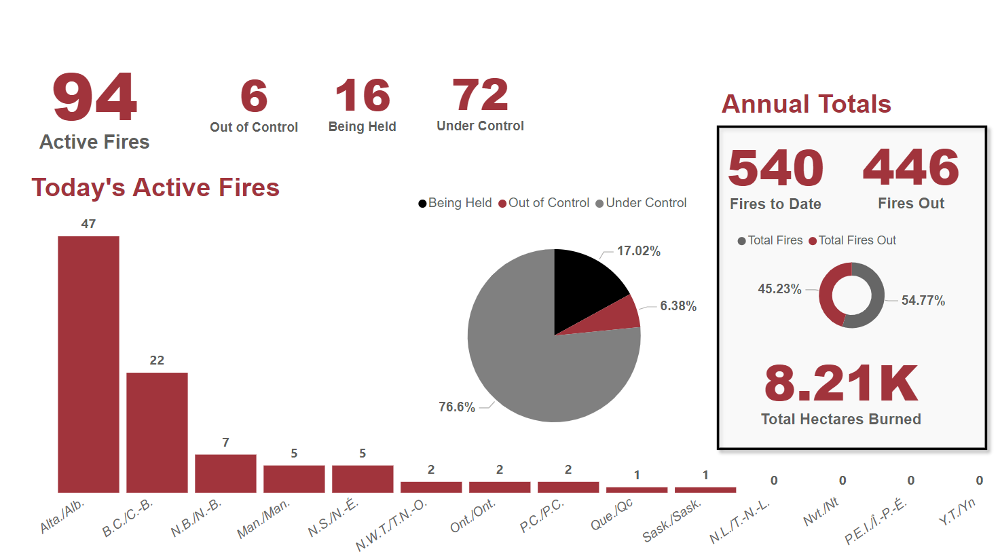 94
Active Fires
6
Out of Control
16
Being Held
72
Under Control
Annual Totals
540
Fires to Date
446
Fires Out
Total Fires Total Fires Out
45.23%
54.77%
8.21K
Total Hectares Burned
Today's Active Fires
Being Held Out of Control Under Control
17.02%
6.38%
76.6%
47
22
7
5
5
2
2
2
1
1
0
0
0
0
Alta./Alb.
B.C./C.-B.
N.B./N.-B.
Man./Man.
N.S./N.-É.
N.W.T./T.N.-O.
Ont./Ont.
P.C./P.C.
Que./Qc
Sask./Sask.
N.L./T.-N.-L.
Nvt./Nt
P.E.I./Î.-P.-É.
Y.T./Yn